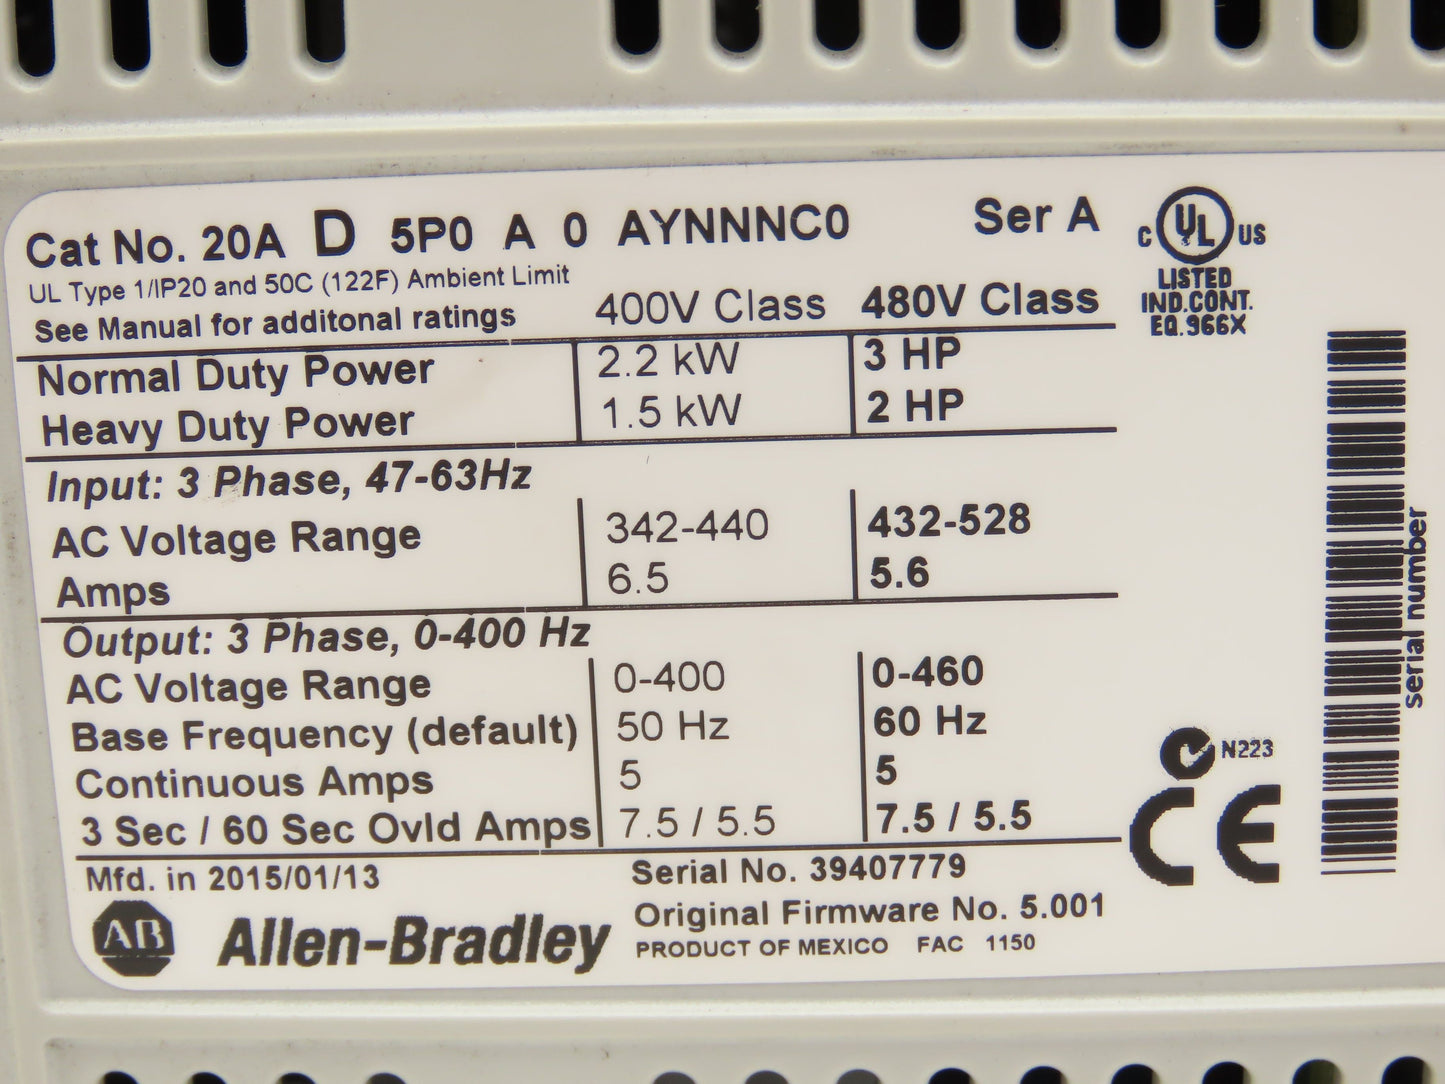 Cat No. 20A D 5P0 A 0 AYNNNC0 Ser A
UL Type 1/IP20 and 50C (122F) Ambient Limit
See Manual for additonal ratings 400V Class 480V Class
Normal Duty Power 2.2 kW 3 HP
Heavy Duty Power 1.5 kW 2 HP
Input: 3 Phase, 47-63Hz
AC Voltage Range 342-440 432-528
Amps 6.5 5.6
Output: 3 Phase, 0-400 Hz
AC Voltage Range 0-400 0-460
Base Frequency (default) 50 Hz 60 Hz
Continuous Amps 5 5
3 Sec / 60 Sec Ovld Amps 7.5 / 5.5 7.5 / 5.5
Mfd. in 2015/01/13 Serial No. 39407779
Original Firmware No. 5.001
AB Allen-Bradley
PRODUCT OF MEXICO FAC 1150
C UL US
LISTED
IND.CONT.
EQ.966X
serial number
N223
CE